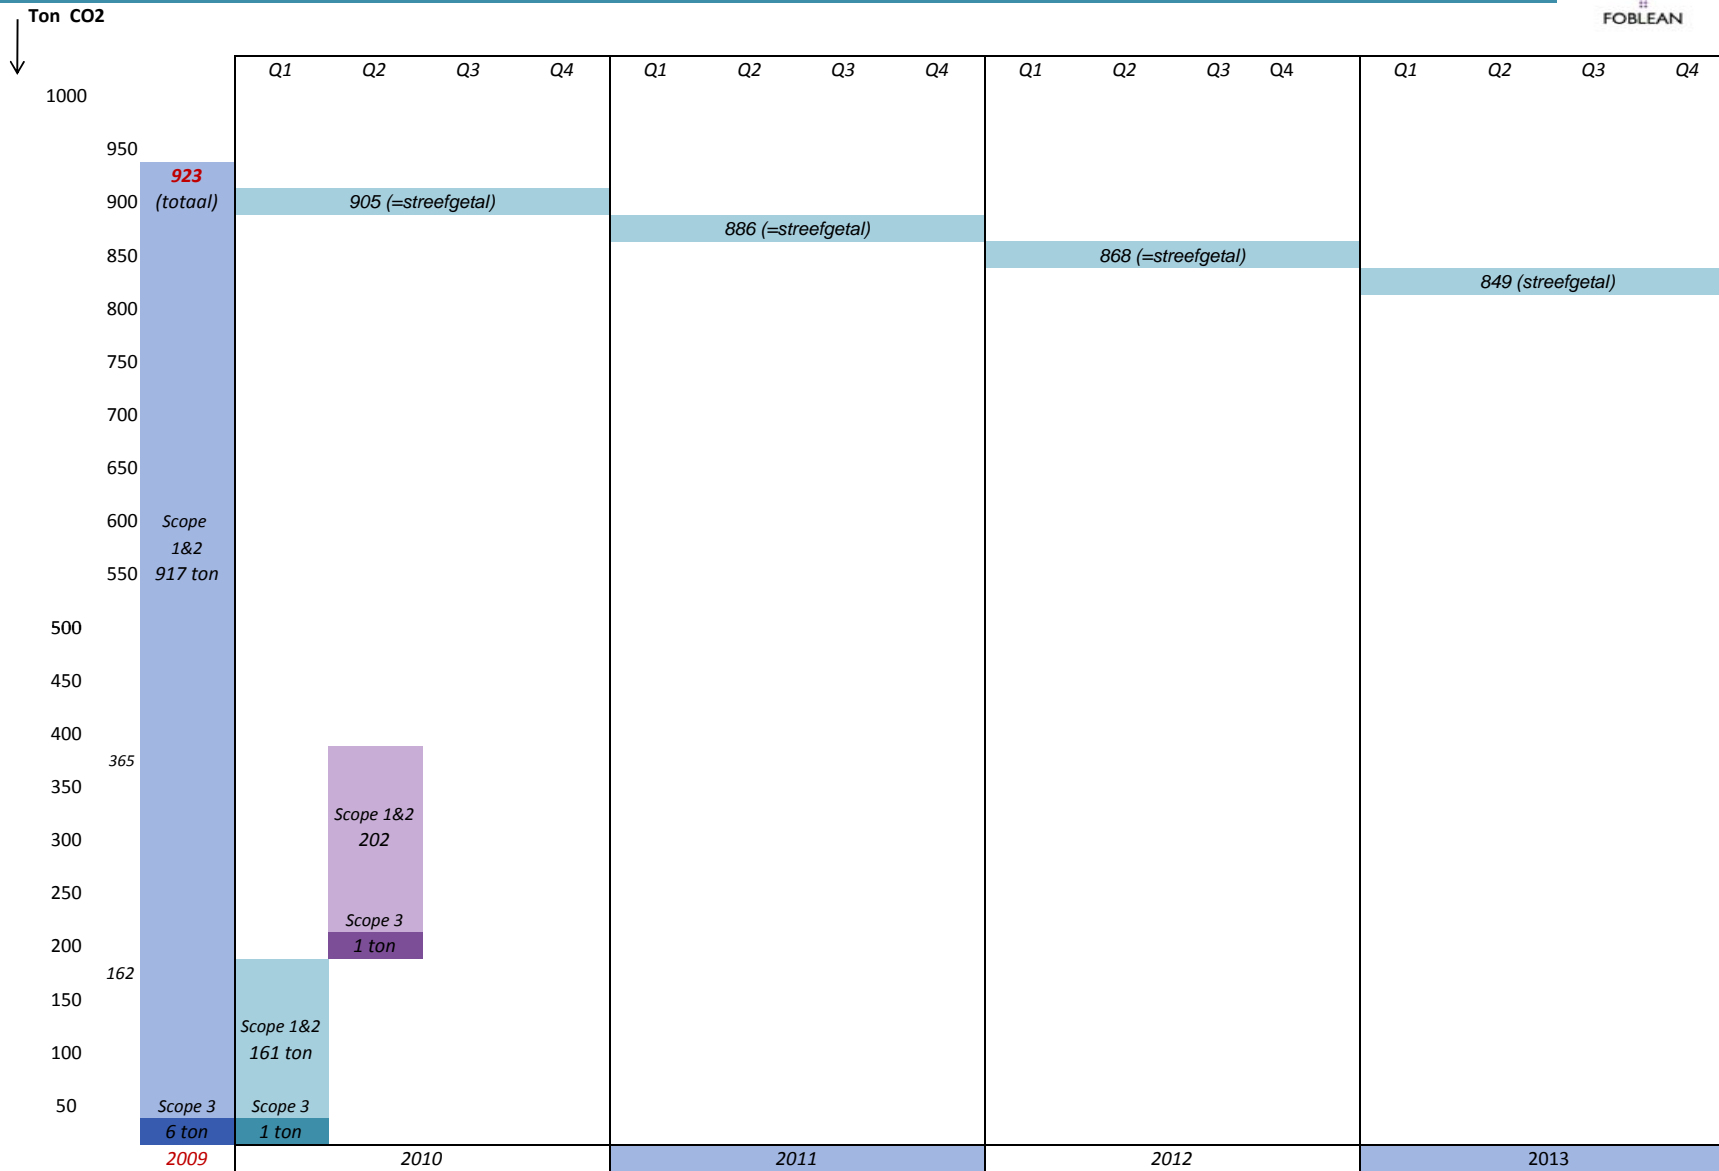 Ton CO2
FOBLEAN
Q1 Q2 Q3 Q4 Q1 Q2 Q3 Q4 Q1 Q2 Q3 Q4 Q1 Q2 Q3 Q4
1000
950
923
900 (totaal) 905 (=streefgetal)
886 (=streefgetal)
850 868 (=streefgetal)
849 (streefgetal)
800
750
700
650
600 Scope
1&2
550 917 ton
500
450
400
365
350
Scope 1&2
300 202
250
Scope 3
200 1 ton
162
150
Scope 1&2
100 161 ton
50 Scope 3 Scope 3
6 ton 1 ton
2009 2010 2011 2012 2013